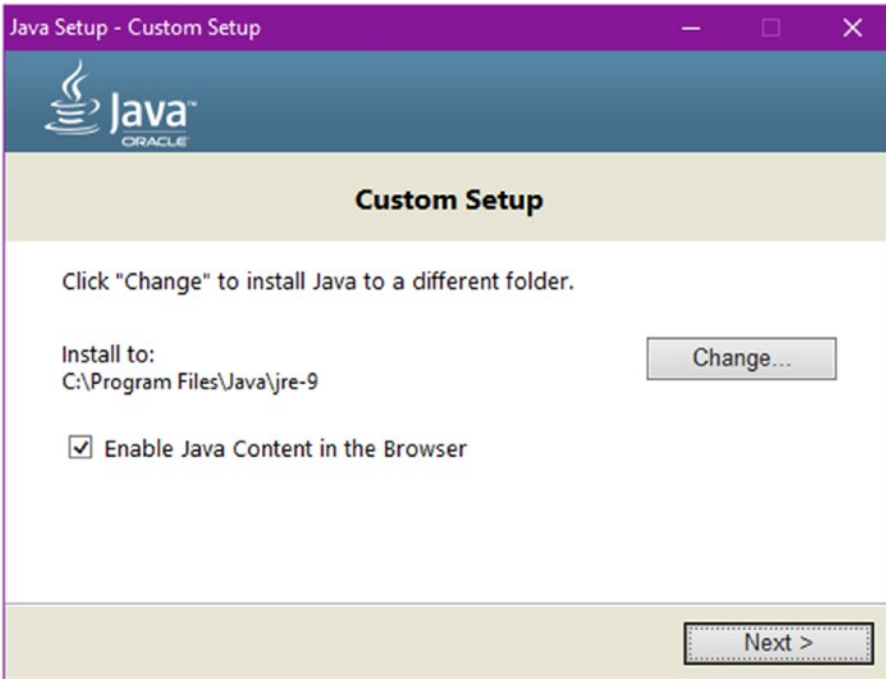 Java Setup - Custom Setup
Java™
ORACLE
Custom Setup
Click "Change" to install Java to a different folder.
Install to:
C:\Program Files\Java\jre-9
Change...
Enable Java Content in the Browser
Next >